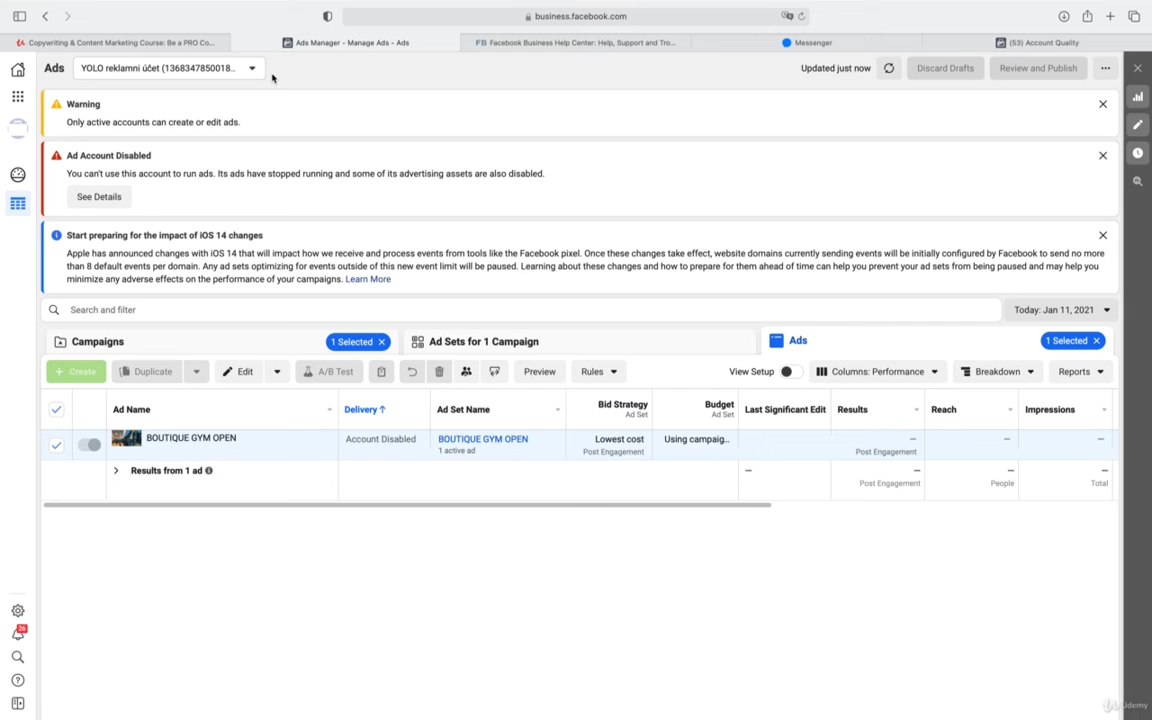 business.facebook.com
Copywriting & Content Marketing Course: Be a PRO Co...
Ads Manager - Manage Ads - Ads
FB Facebook Business Help Center: Help, Support and Tro...
Messenger
(53) Account Quality
Ads
YOLO reklamni účet (1368347850018...
Updated just now
Discard Drafts
Review and Publish
Warning
Only active accounts can create or edit ads.
Ad Account Disabled
You can't use this account to run ads. Its ads have stopped running and some of its advertising assets are also disabled.
See Details
Start preparing for the impact of iOS 14 changes
Apple has announced changes with iOS 14 that will impact how we receive and process events from tools like the Facebook pixel. Once these changes take effect, website domains currently sending events will be initially configured by Facebook to send no more
than 8 default events per domain. Any ad sets optimizing for events outside of this new event limit will be paused. Learning about these changes and how to prepare for them ahead of time can help you prevent your ad sets from being paused and may help you
minimize any adverse effects on the performance of your campaigns. Learn More
Search and filter
Today: Jan 11, 2021
Campaigns
1 Selected
Ad Sets for 1 Campaign
Ads
1 Selected
+ Create
Duplicate
Edit
A/B Test
Preview
Rules
View Setup
Columns: Performance
Breakdown
Reports
Ad Name
Delivery ↑
Ad Set Name
Bid Strategy
Ad Set
Budget
Ad Set
Last Significant Edit
Results
Reach
Impressions
BOUTIQUE GYM OPEN
Account Disabled
BOUTIQUE GYM OPEN
1 active ad
Lowest cost
Post Engagement
Using campaig...
—
Post Engagement
—
—
Results from 1 ad
—
—
Post Engagement
—
People
—
Total
26
Udemy